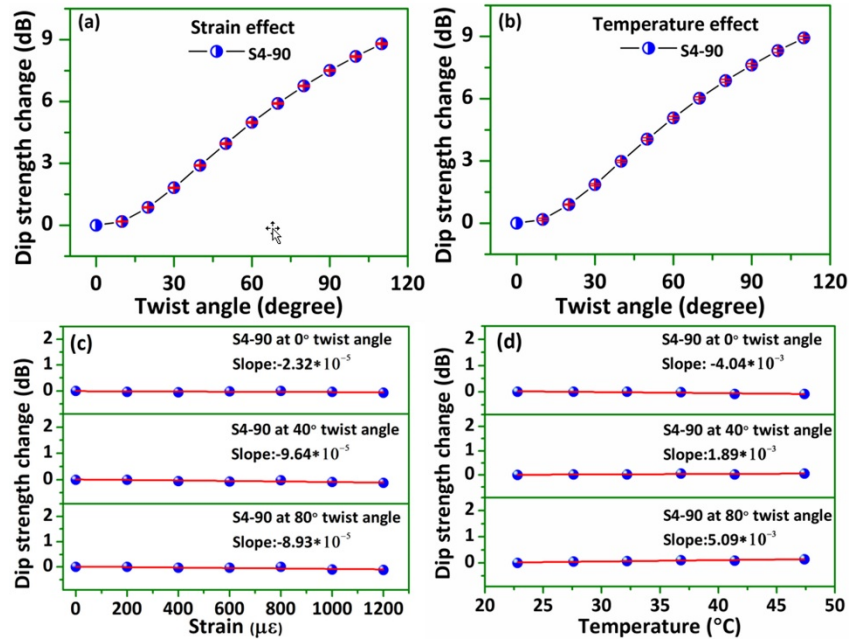 (a)
Strain effect
S4-90
Dip strength change (dB)
9
6
3
0
0 30 60 90 120
Twist angle (degree)
(b)
Temperature effect
S4-90
Dip strength change (dB)
9
6
3
0
0 30 60 90 120
Twist angle (degree)
(c)
S4-90 at 0° twist angle
Slope:-2.32*10⁻⁵
S4-90 at 40° twist angle
Slope:-9.64*10⁻⁵
S4-90 at 80° twist angle
Slope:-8.93*10⁻⁵
Dip strength change (dB)
2
1
0
2
1
0
2
1
0
0 200 400 600 800 1000 1200
Strain (µε)
(d)
S4-90 at 0° twist angle
Slope: -4.04*10⁻³
S4-90 at 40° twist angle
Slope:1.89*10⁻³
S4-90 at 80° twist angle
Slope:5.09*10⁻³
Dip strength change (dB)
2
1
0
2
1
0
2
1
0
20 25 30 35 40 45 50
Temperature (°C)